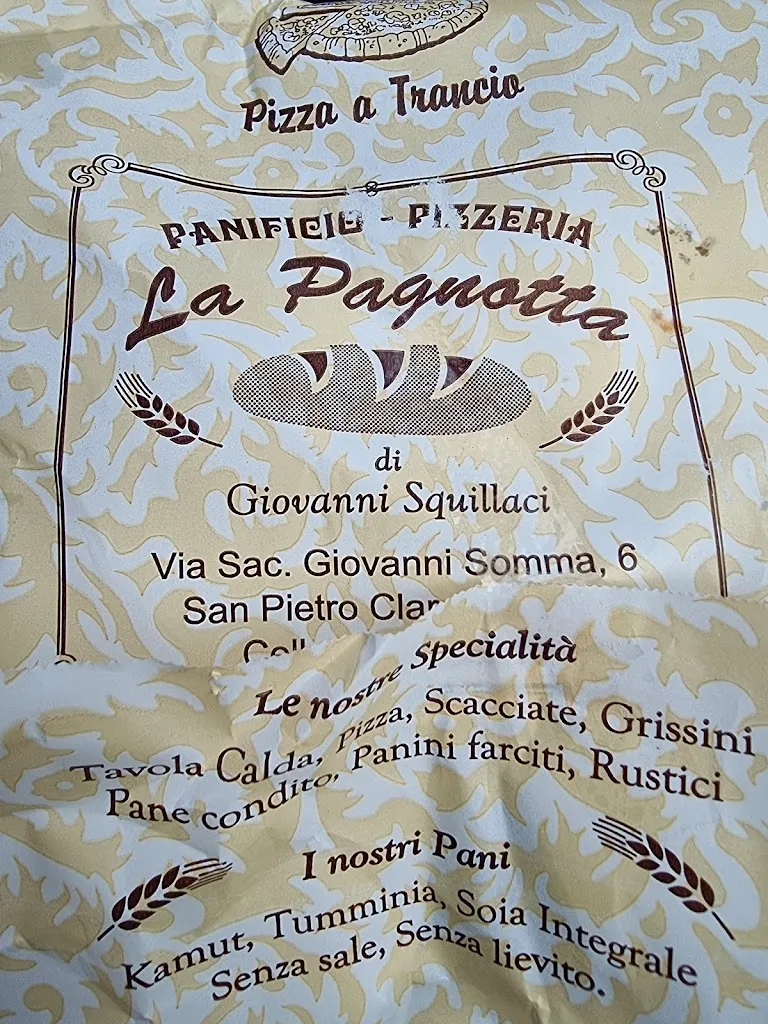 Pizza a Trancio
PANIFICIO - PIZZERIA
La Pagnotta
di
Giovanni Squillaci
Via Sac. Giovanni Somma, 6
San Pietro
Le nostre Specialità
Tavola Calda, Pizza, Scacciate, Grissini
Pane condito, Panini farciti, Rustici
I nostri Pani
Kamut, Tumminia, Soia Integrale
Senza sale, Senza lievito.